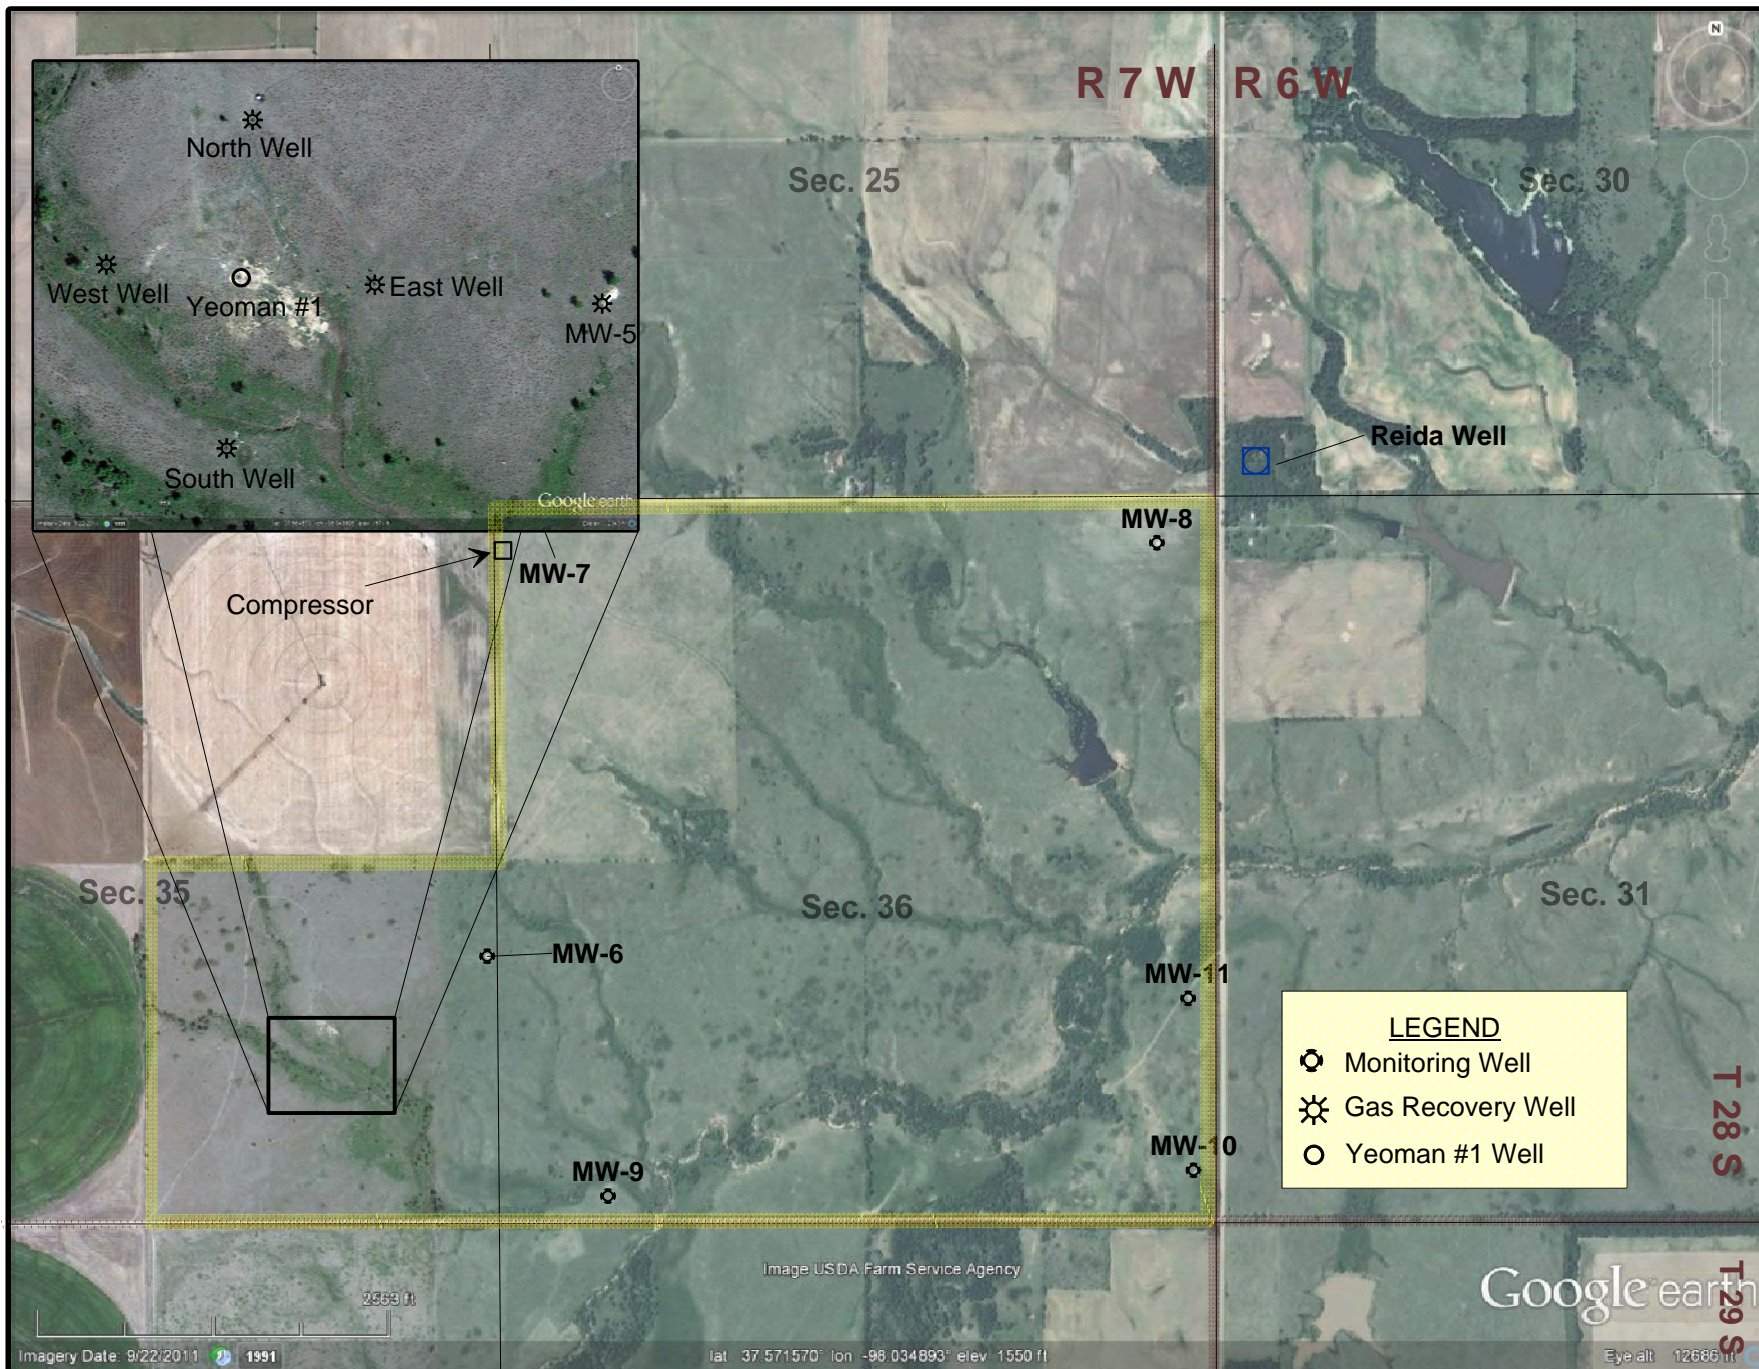 N
R 7 W R 6 W
Sec. 25
Sec. 30
North Well
West Well
Yeoman #1
East Well
MW-5
South Well
Google earth
Reida Well
MW-8
MW-7
Compressor
Sec. 35
Sec. 36
Sec. 31
MW-6
MW-11
LEGEND
Monitoring Well
Gas Recovery Well
Yeoman #1 Well
T 28 S
MW-10
MW-9
Image USDA Farm Service Agency
Google earth
T 29 S
2563 ft
Imagery Date: 9/22/2011 1991
lat 37.571570° lon -98.034893° elev 1550 ft
Eye alt 12686 ft